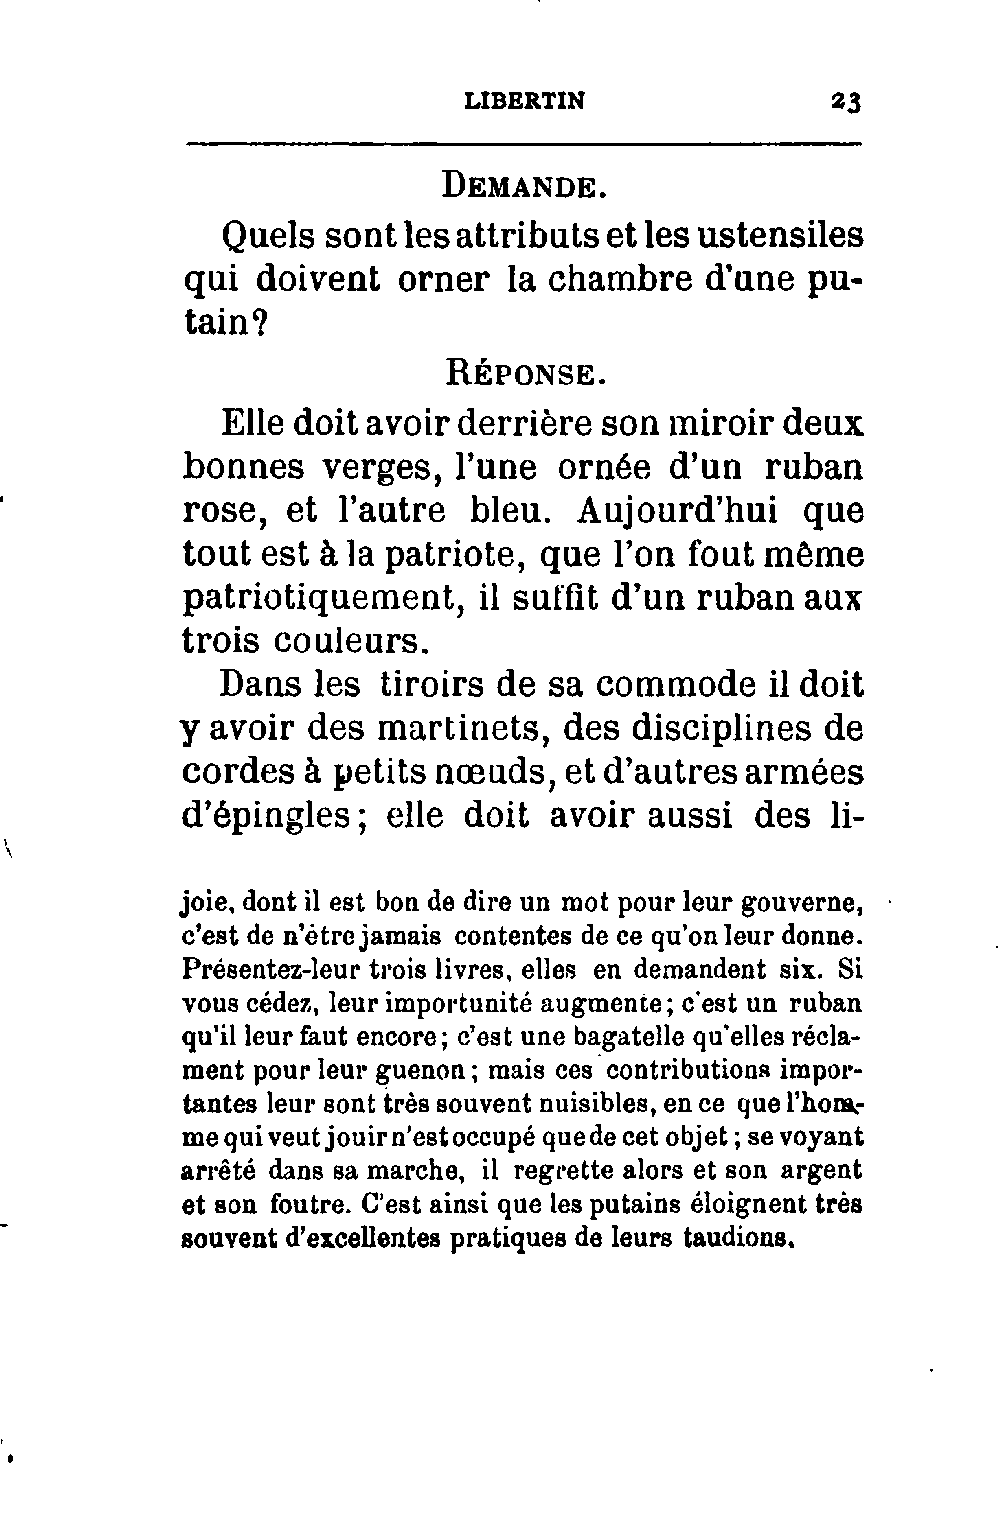 LIBERTIN 23
DEMANDE.
Quels sont les attributs et les ustensiles
qui doivent orner la chambre d'une pu-
tain?
RÉPONSE.
Elle doit avoir derrière son miroir deux
bonnes verges, l'une ornée d'un ruban
rose, et l'autre bleu. Aujourd'hui que
tout est à la patriote, que l'on fout même
patriotiquement, il suffit d'un ruban aux
trois couleurs.
Dans les tiroirs de sa commode il doit
y avoir des martinets, des disciplines de
cordes à petits nœuds, et d'autres armées
d'épingles; elle doit avoir aussi des li-
joie, dont il est bon de dire un mot pour leur gouverne,
c'est de n'être jamais contentes de ce qu'on leur donne.
Présentez-leur trois livres, elles en demandent six. Si
vous cédez, leur importunité augmente; c'est un ruban
qu'il leur faut encore; c'est une bagatelle qu'elles récla-
ment pour leur guenon; mais ces contributions impor-
tantes leur sont très souvent nuisibles, en ce que l'hom-
me qui veut jouir n'est occupé que de cet objet; se voyant
arrêté dans sa marche, il regrette alors et son argent
et son foutre. C'est ainsi que les putains éloignent très
souvent d'excellentes pratiques de leurs taudions.